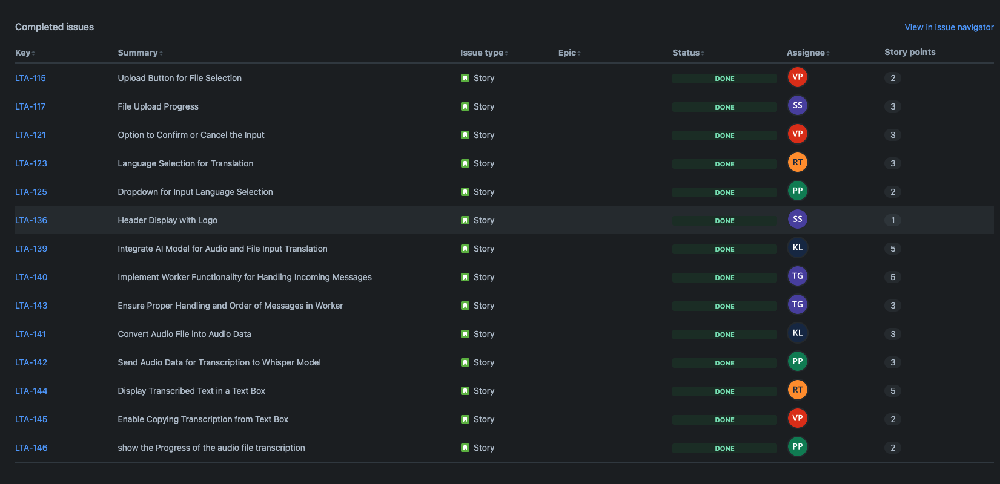 Completed issues View in issue navigator
Key Summary Issue type Epic Status Assignee Story points
LTA-115 Upload Button for File Selection Story DONE VP 2
LTA-117 File Upload Progress Story DONE SS 3
LTA-121 Option to Confirm or Cancel the Input Story DONE VP 3
LTA-123 Language Selection for Translation Story DONE RT 3
LTA-125 Dropdown for Input Language Selection Story DONE PP 2
LTA-136 Header Display with Logo Story DONE SS 1
LTA-139 Integrate AI Model for Audio and File Input Translation Story DONE KL 5
LTA-140 Implement Worker Functionality for Handling Incoming Messages Story DONE TG 5
LTA-143 Ensure Proper Handling and Order of Messages in Worker Story DONE TG 3
LTA-141 Convert Audio File into Audio Data Story DONE KL 3
LTA-142 Send Audio Data for Transcription to Whisper Model Story DONE PP 3
LTA-144 Display Transcribed Text in a Text Box Story DONE RT 5
LTA-145 Enable Copying Transcription from Text Box Story DONE VP 2
LTA-146 show the Progress of the audio file transcription Story DONE PP 2